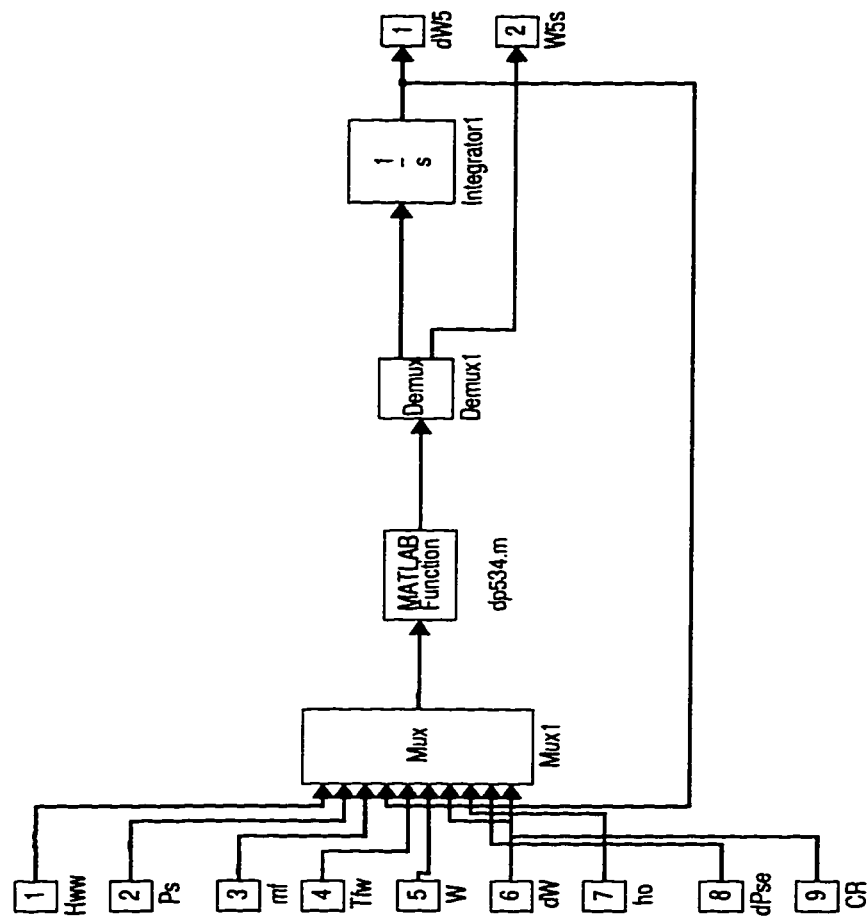 1
Hww
2
Ps
3
mf
4
Tfw
5
W
6
dW
7
ho
8
dPse
9
CR
Mux
Mux1
MATLAB
Function
dp534.m
Demux
Demux1
1
-
s
Integrator1
1
dW5
2
W5s